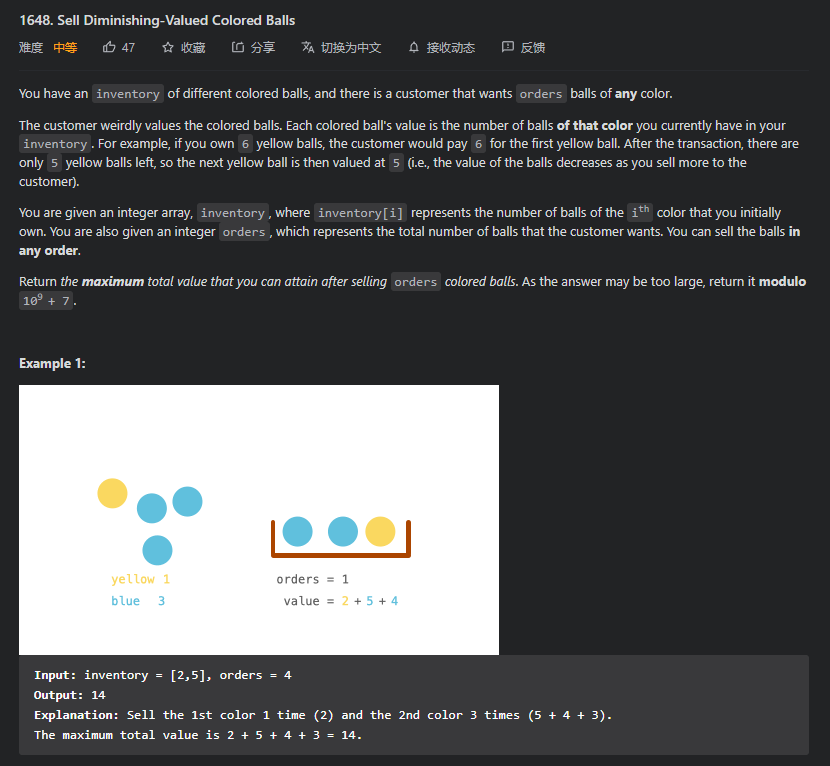 1648. Sell Diminishing-Valued Colored Balls
难度 中等 47 收藏 分享 切换为中文 接收动态 反馈
You have an inventory of different colored balls, and there is a customer that wants orders balls of any color.
The customer weirdly values the colored balls. Each colored ball's value is the number of balls of that color you currently have in your
inventory. For example, if you own 6 yellow balls, the customer would pay 6 for the first yellow ball. After the transaction, there are
only 5 yellow balls left, so the next yellow ball is then valued at 5 (i.e., the value of the balls decreases as you sell more to the
customer).
You are given an integer array, inventory, where inventory[i] represents the number of balls of the ith color that you initially
own. You are also given an integer orders, which represents the total number of balls that the customer wants. You can sell the balls in
any order.
Return the maximum total value that you can attain after selling orders colored balls. As the answer may be too large, return it modulo
10^9 + 7.
Example 1:
yellow 1
blue 3
orders = 1
value = 2 + 5 + 4
Input: inventory = [2,5], orders = 4
Output: 14
Explanation: Sell the 1st color 1 time (2) and the 2nd color 3 times (5 + 4 + 3).
The maximum total value is 2 + 5 + 4 + 3 = 14.